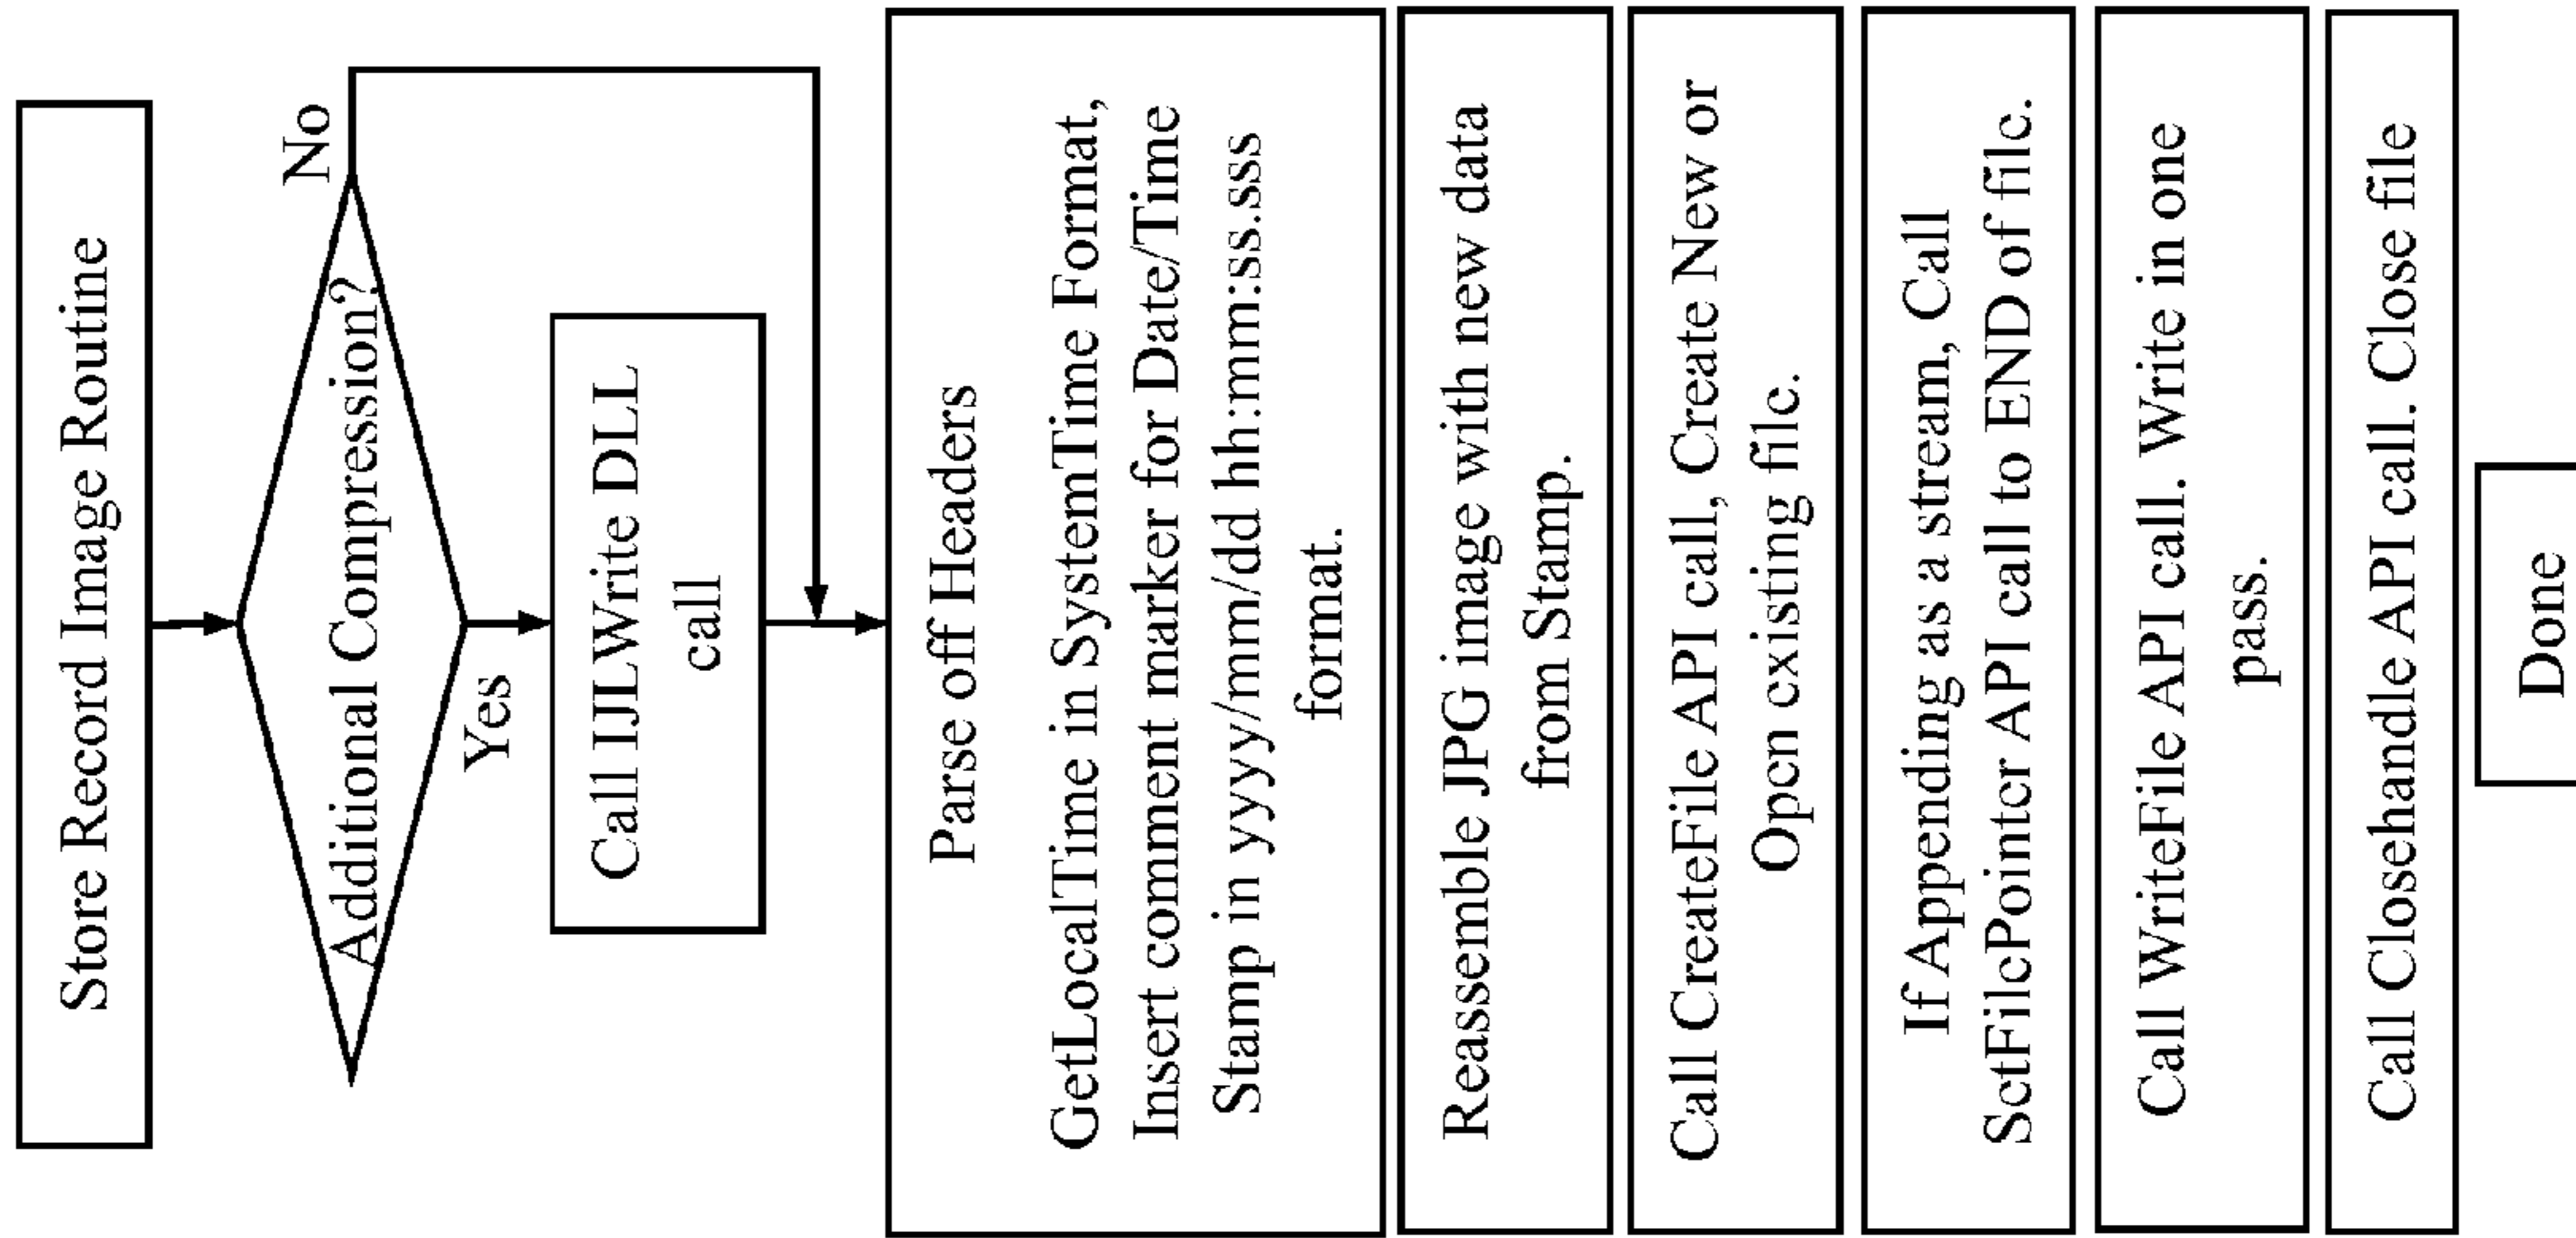 Store Record Image Routine
Additional Compression?
No
Yes
Call IJLWrite DLL
call
Parse off Headers
GetLocalTime in SystemTime Format,
Insert comment marker for Date/Time
Stamp in yyyy/mm/dd hh:mm:ss.sss
format.
Reassemble JPG image with new data
from Stamp.
Call CreateFile API call, Create New or
Open existing file.
If Appending as a stream, Call
SetFilePointer API call to END of file.
Call WriteFile API call. Write in one
pass.
Call Closehandle API call. Close file
Done